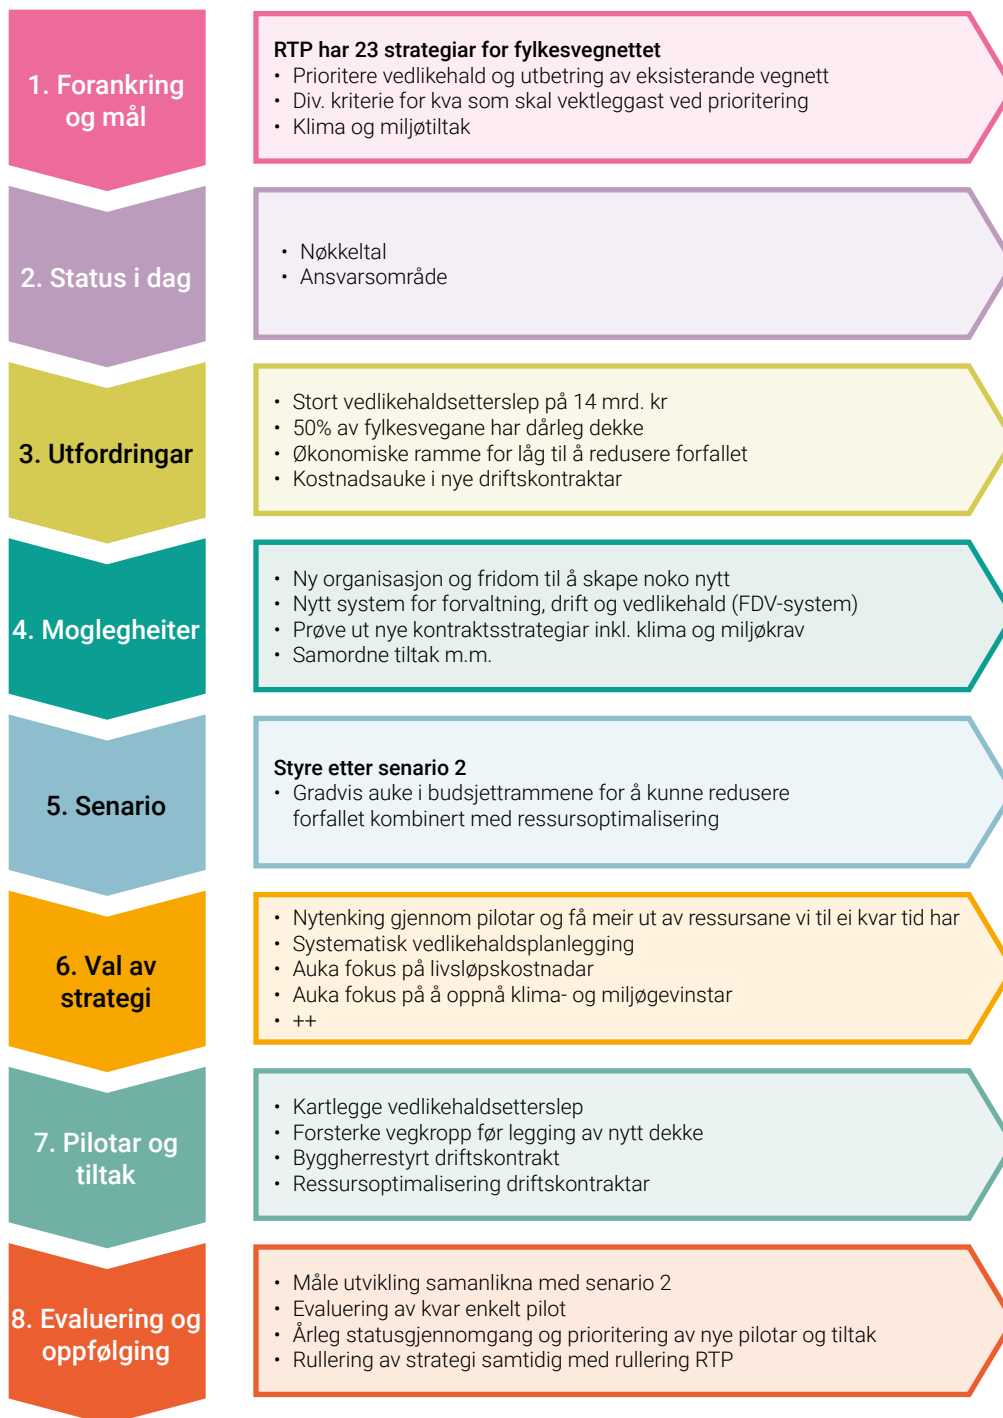 1. Forankring
og mål
RTP har 23 strategiar for fylkesvegnettet
• Prioritere vedlikehald og utbetring av eksisterande vegnett
• Div. kriterie for kva som skal vektleggast ved prioritering
• Klima og miljøtiltak
2. Status i dag
• Nøkkeltal
• Ansvarsområde
3. Utfordringar
• Stort vedlikehaldsetterslep på 14 mrd. kr
• 50% av fylkesvegane har dårleg dekke
• Økonomiske ramme for låg til å redusere forfallet
• Kostnadsauke i nye driftskontraktar
4. Moglegheiter
• Ny organisasjon og fridom til å skape noko nytt
• Nytt system for forvaltning, drift og vedlikehald (FDV-system)
• Prøve ut nye kontraktsstrategiar inkl. klima og miljøkrav
• Samordne tiltak m.m.
5. Senario
Styre etter senario 2
• Gradvis auke i budsjettrammene for å kunne redusere
forfallet kombinert med ressursoptimalisering
6. Val av
strategi
• Nytenking gjennom pilotar og få meir ut av ressursane vi til ei kvar tid har
• Systematisk vedlikehaldsplanlegging
• Auka fokus på livsløpskostnadar
• Auka fokus på å oppnå klima- og miljøgevinstar
• ++
7. Pilotar og
tiltak
• Kartlegge vedlikehaldsetterslep
• Forsterke vegkropp før legging av nytt dekke
• Byggherrestyrt driftskontrakt
• Ressursoptimalisering driftskontraktar
8. Evaluering og
oppfølging
• Måle utvikling samanlikna med senario 2
• Evaluering av kvar enkelt pilot
• Årleg statusgjennomgang og prioritering av nye pilotar og tiltak
• Rullering av strategi samtidig med rullering RTP